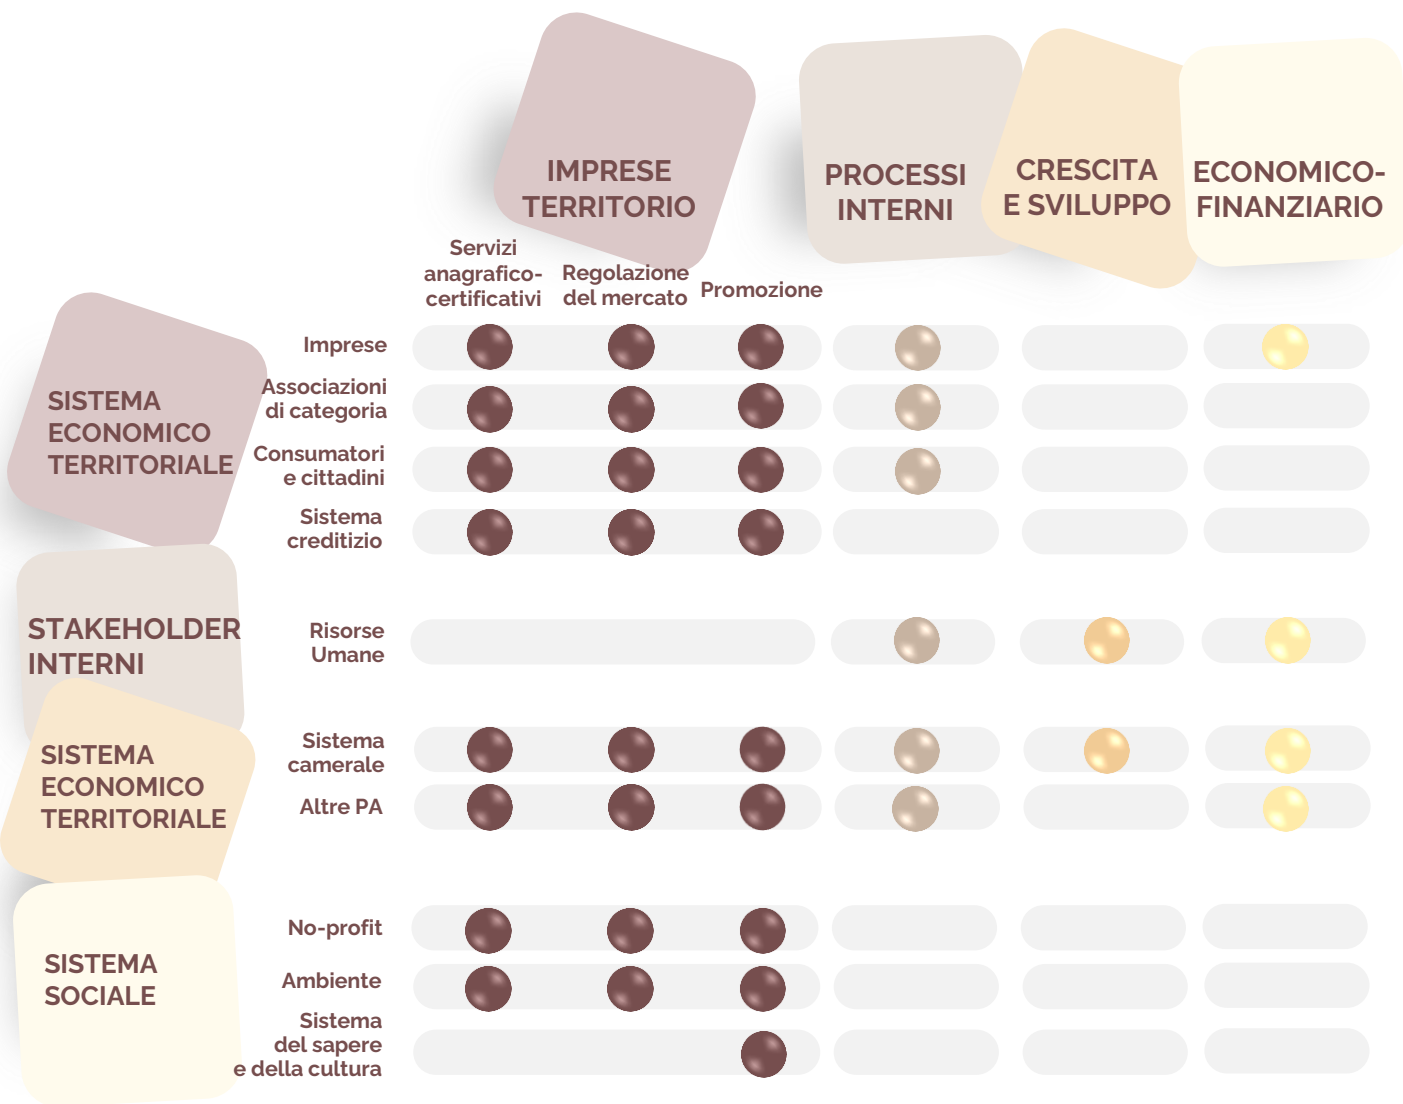 IMPRESE
TERRITORIO
PROCESSI
INTERNI
CRESCITA
E SVILUPPO
ECONOMICO-
FINANZIARIO
Servizi
anagrafico-
certificativi
Regolazione
del mercato
Promozione
SISTEMA
ECONOMICO
TERRITORIALE
Imprese
Associazioni
di categoria
Consumatori
e cittadini
Sistema
creditizio
STAKEHOLDER
INTERNI
Risorse
Umane
SISTEMA
ECONOMICO
TERRITORIALE
Sistema
camerale
Altre PA
SISTEMA
SOCIALE
No-profit
Ambiente
Sistema
del sapere
e della cultura